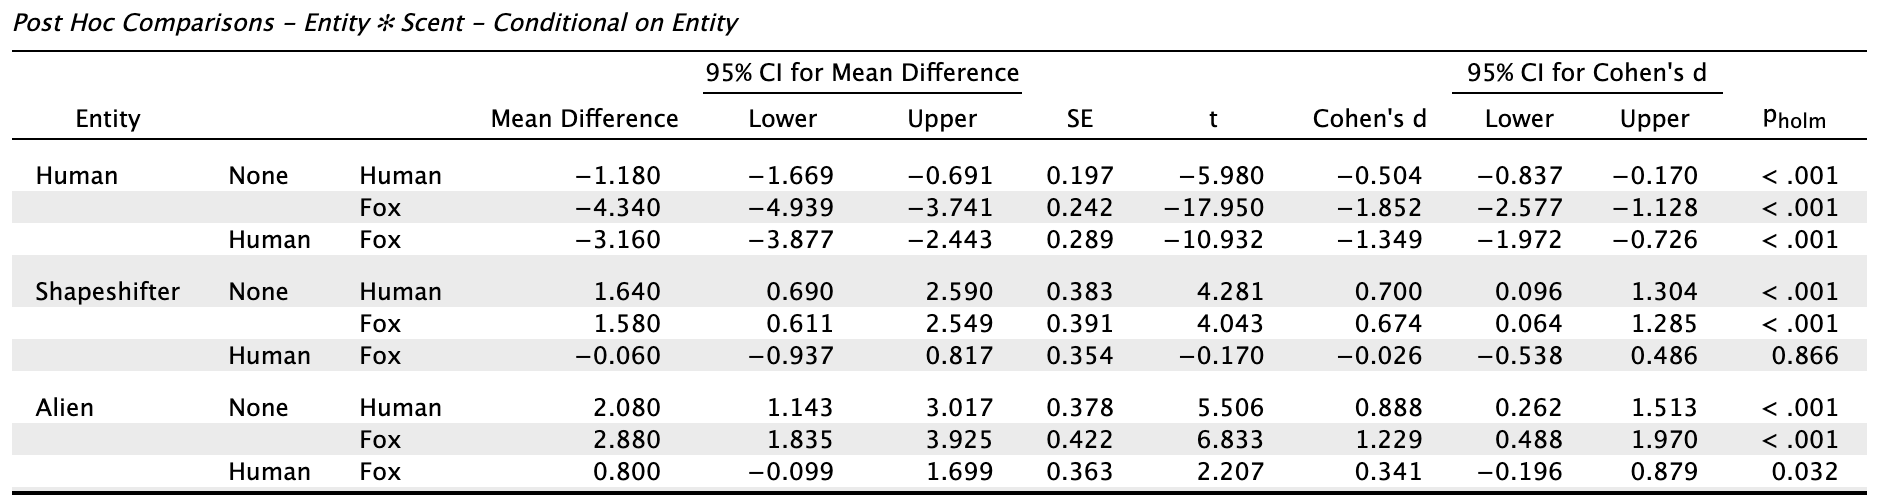 Post Hoc Comparisons – Entity ✻ Scent – Conditional on Entity
95% CI for Mean Difference 95% CI for Cohen's d
Entity Mean Difference Lower Upper SE t Cohen's d Lower Upper pholm
Human None Human −1.180 −1.669 −0.691 0.197 −5.980 −0.504 −0.837 −0.170 < .001
Fox −4.340 −4.939 −3.741 0.242 −17.950 −1.852 −2.577 −1.128 < .001
Human Fox −3.160 −3.877 −2.443 0.289 −10.932 −1.349 −1.972 −0.726 < .001
Shapeshifter None Human 1.640 0.690 2.590 0.383 4.281 0.700 0.096 1.304 < .001
Fox 1.580 0.611 2.549 0.391 4.043 0.674 0.064 1.285 < .001
Human Fox −0.060 −0.937 0.817 0.354 −0.170 −0.026 −0.538 0.486 0.866
Alien None Human 2.080 1.143 3.017 0.378 5.506 0.888 0.262 1.513 < .001
Fox 2.880 1.835 3.925 0.422 6.833 1.229 0.488 1.970 < .001
Human Fox 0.800 −0.099 1.699 0.363 2.207 0.341 −0.196 0.879 0.032